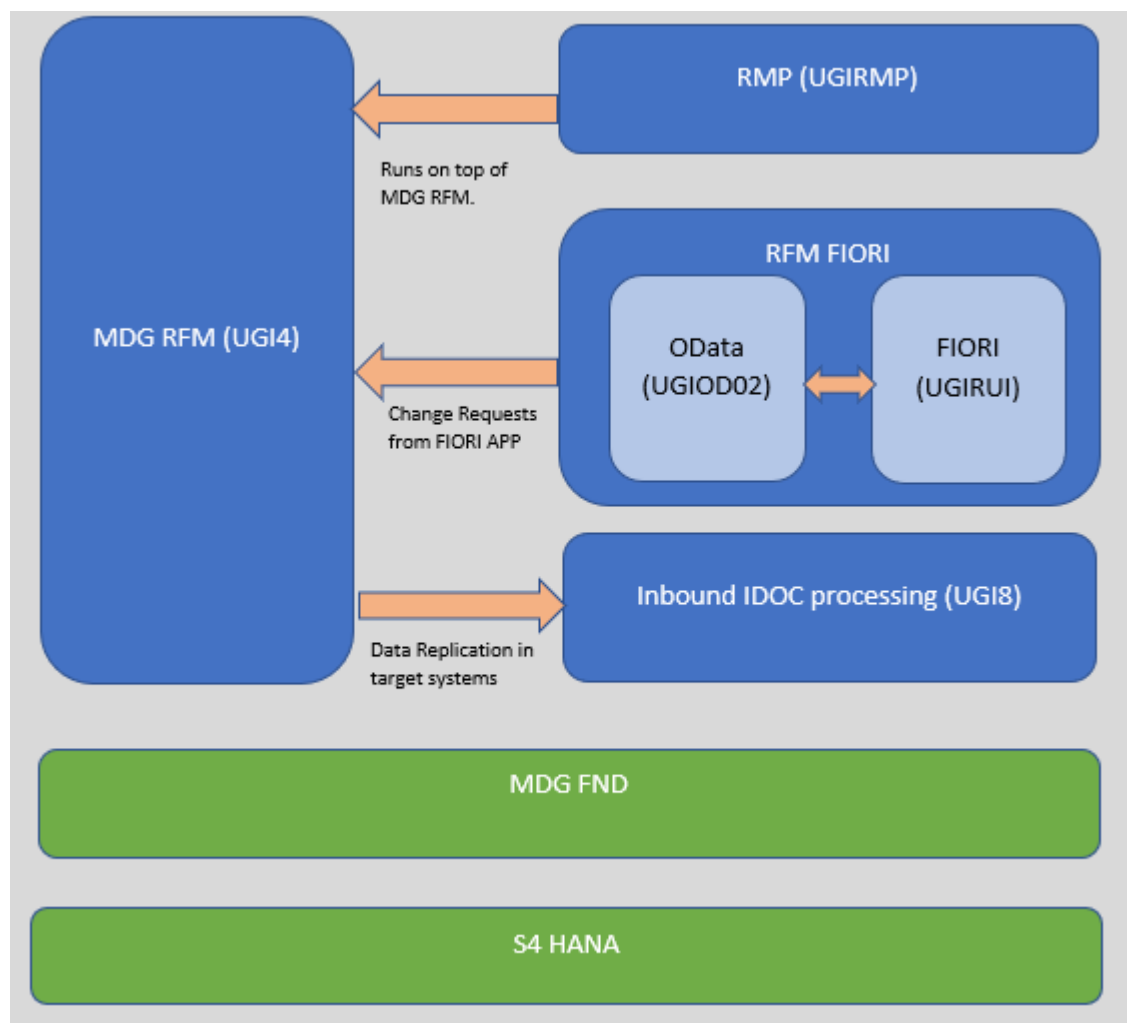 RMP (UGIRMP)
Runs on top of
MDG RFM.
RFM FIORI
MDG RFM (UGI4)
OData
(UGIOD02)
FIORI
(UGIRUI)
Change Requests
from FIORI APP
Inbound IDOC processing (UGI8)
Data Replication in
target systems
MDG FND
S4 HANA